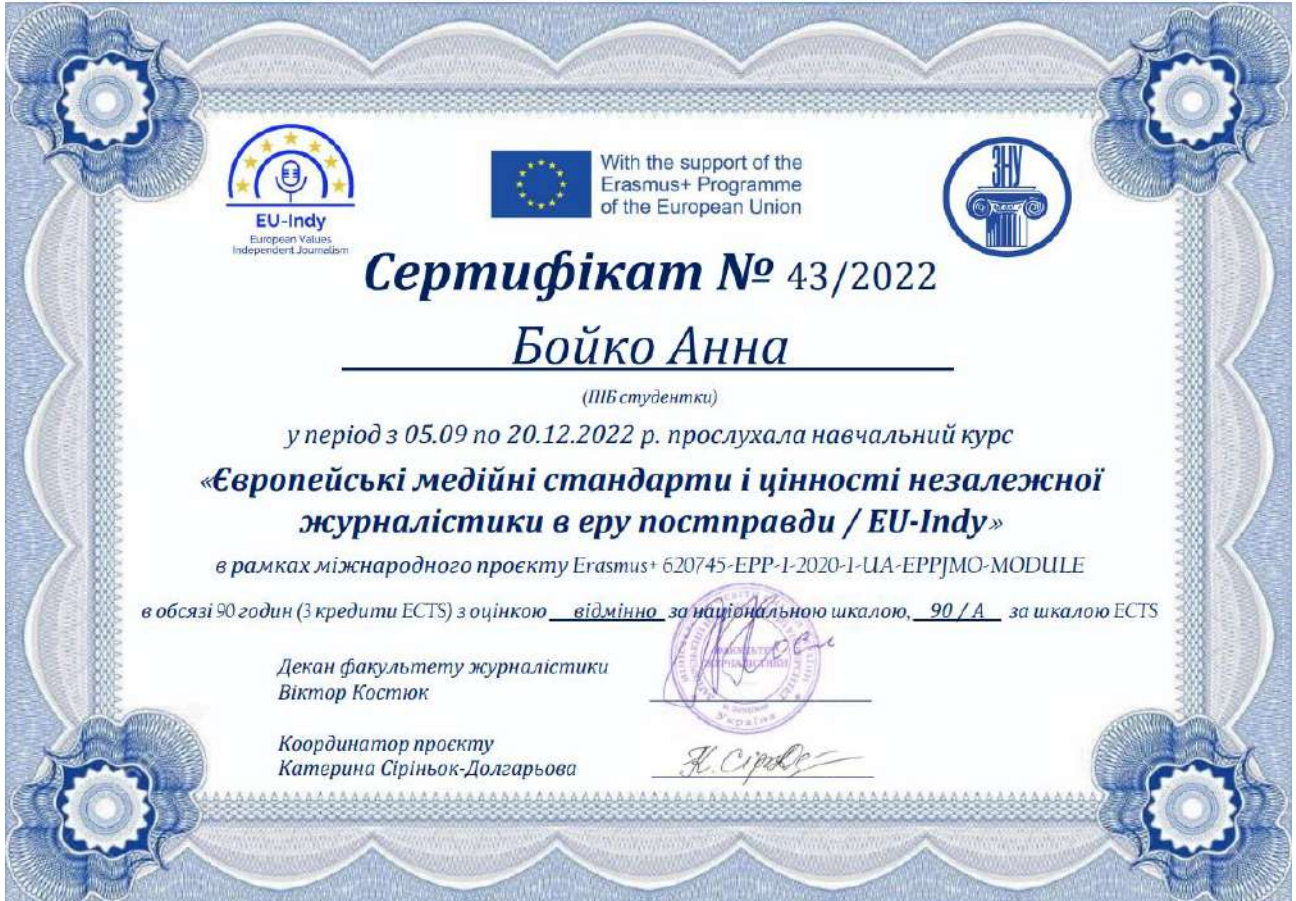 EU-Indy
European Values
Independent Journalism
With the support of the
Erasmus+ Programme
of the European Union
ЗНУ
Сертифікат № 43/2022
Бойко Анна
(ПІБ студентки)
у період з 05.09 по 20.12.2022 р. прослухала навчальний курс
«Європейські медійні стандарти і цінності незалежної
журналістики в еру постправди / EU-Indy»
в рамках міжнародного проєкту Erasmus+ 620745-EPP-1-2020-1-UA-EPPJMO-MODULE
в обсязі 90 годин (3 кредити ECTS) з оцінкою відмінно за національною шкалою, 90 / А за шкалою ECTS
Декан факультету журналістики
Віктор Костюк
факультет
журналістики
Україна
Координатор проєкту
Катерина Сіріньок-Долгарьова